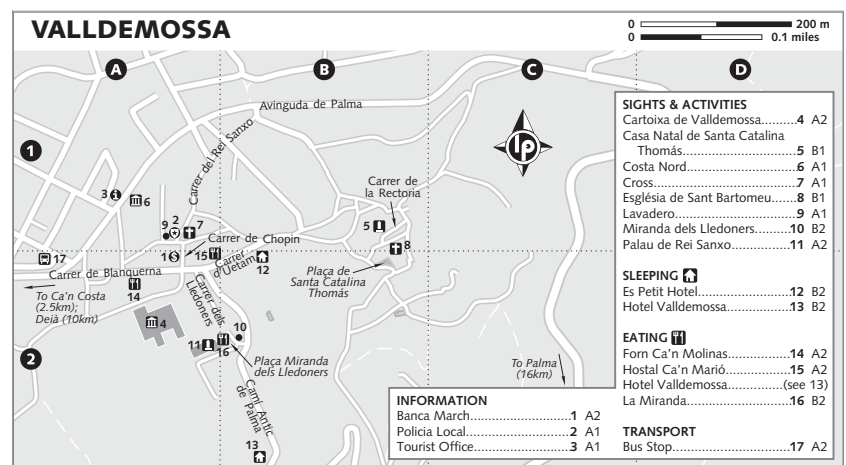 VALLDEMOSSA
0 200 m
0 0.1 miles
A B C D
1
2
Avinguda de Palma
Carrer del Rei Sanxo
Carrer de
la Rectoria
3
6
5
8
9 2 7
Carrer de Chopin
17
1 15
Carrer
d'Uetam
12
Carrer de Blanquerna
Plaça de
Santa Catalina
Thomás
To Ca'n Costa
(2.5km);
Deià (10km)
14
Carrer dels
Lledoners
4
10
11 16
Plaça Miranda
dels Lledoners
To Palma
(16km)
Camí Antic
de Palma
13
lp
SIGHTS & ACTIVITIES
Cartoixa de Valldemossa.........4 A2
Casa Natal de Santa Catalina
Thomás..............................5 B1
Costa Nord............................6 A1
Cross.....................................7 A1
Església de Sant Bartomeu......8 B1
Lavadero................................9 A1
Miranda dels Lledoners.........10 B2
Palau de Rei Sanxo................11 A2
SLEEPING
Es Petit Hotel........................12 B2
Hotel Valldemossa.................13 B2
EATING
Forn Ca'n Molinas.................14 A2
Hostal Ca'n Marió.................15 A2
Hotel Valldemossa.............(see 13)
La Miranda............................16 B2
TRANSPORT
Bus Stop................................17 A2
INFORMATION
Banca March..........................1 A2
Policia Local...........................2 A1
Tourist Office.........................3 A1